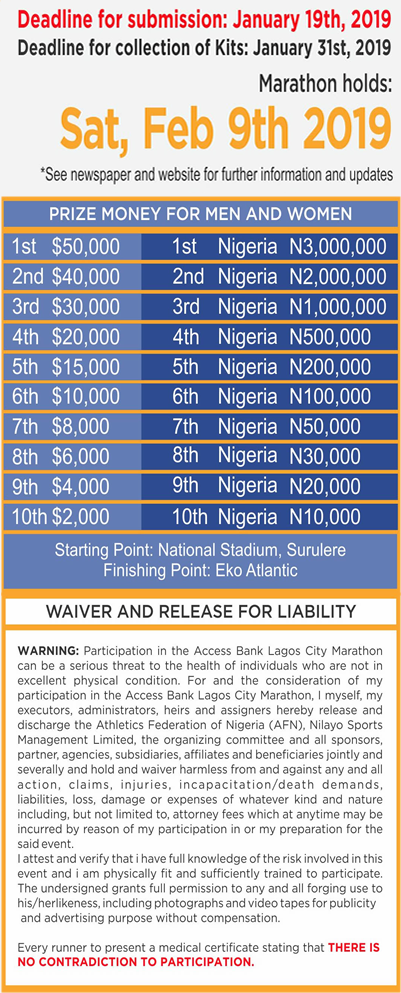 Deadline for submission: January 19th, 2019
Deadline for collection of Kits: January 31st, 2019
Marathon holds:
Sat, Feb 9th 2019
*See newspaper and website for further information and updates
PRIZE MONEY FOR MEN AND WOMEN
1st $50,000 1st Nigeria N3,000,000
2nd $40,000 2nd Nigeria N2,000,000
3rd $30,000 3rd Nigeria N1,000,000
4th $20,000 4th Nigeria N500,000
5th $15,000 5th Nigeria N200,000
6th $10,000 6th Nigeria N100,000
7th $8,000 7th Nigeria N50,000
8th $6,000 8th Nigeria N30,000
9th $4,000 9th Nigeria N20,000
10th $2,000 10th Nigeria N10,000
Starting Point: National Stadium, Surulere
Finishing Point: Eko Atlantic
WAIVER AND RELEASE FOR LIABILITY
WARNING: Participation in the Access Bank Lagos City Marathon
can be a serious threat to the health of individuals who are not in
excellent physical condition. For and the consideration of my
participation in the Access Bank Lagos City Marathon, I myself, my
executors, administrators, heirs and assigners hereby release and
discharge the Athletics Federation of Nigeria (AFN), Nilayo Sports
Management Limited, the organizing committee and all sponsors,
partner, agencies, subsidiaries, affiliates and beneficiaries jointly and
severally and hold and waiver harmless from and against any and all
action, claims, injuries, incapacitation/death demands,
liabilities, loss, damage or expenses of whatever kind and nature
including, but not limited to, attorney fees which at anytime may be
incurred by reason of my participation in or my preparation for the
said event.
I attest and verify that i have full knowledge of the risk involved in this
event and i am physically fit and sufficiently trained to participate.
The undersigned grants full permission to any and all forging use to
his/herlikeness, including photographs and video tapes for publicity
and advertising purpose without compensation.
Every runner to present a medical certificate stating that THERE IS
NO CONTRADICTION TO PARTICIPATION.